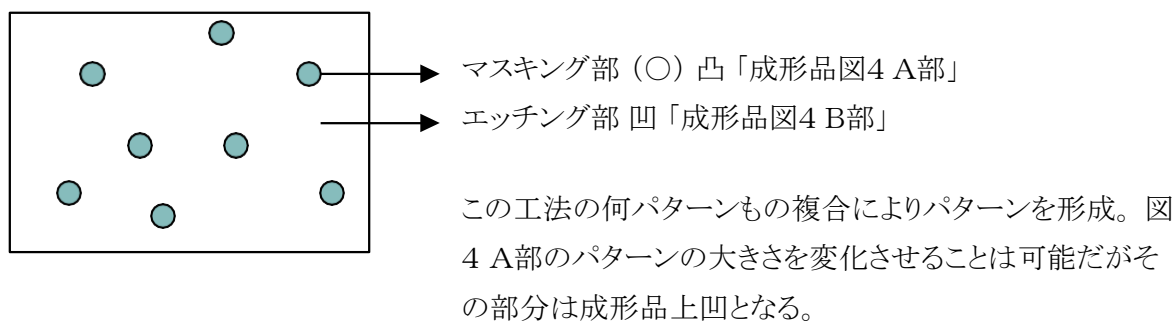 マスキング部（○）凸「成形品図4 A部」
エッチング部 凹「成形品図4 B部」
この工法の何パターンもの複合によりパターンを形成。図
4 A部のパターンの大きさを変化させることは可能だがそ
の部分は成形品上凹となる。